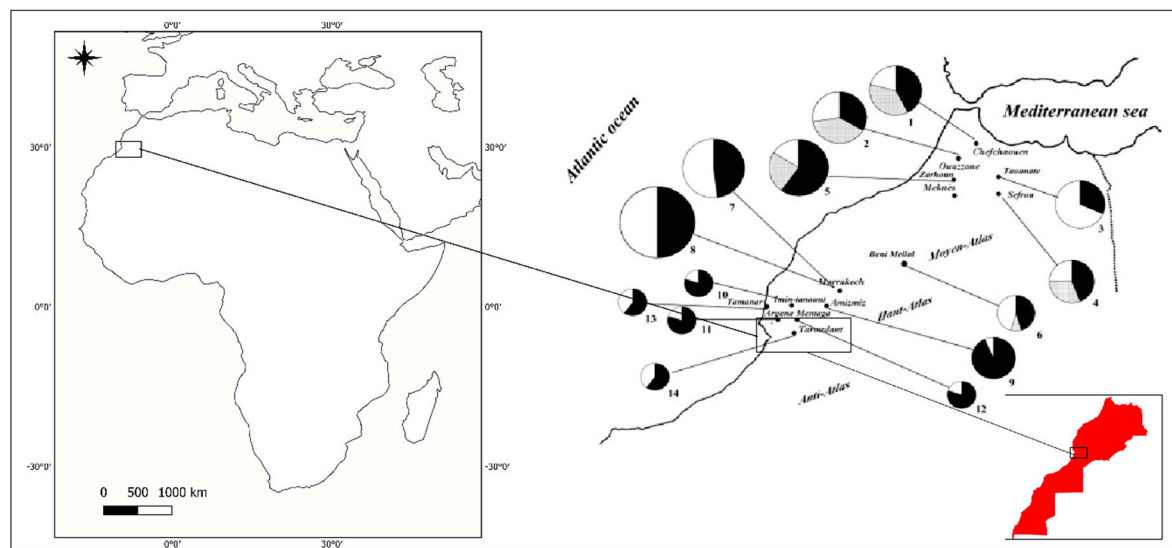 0°0'
30°0'
30°0'
30°0'
0°0'
0°0'
-30°0'
-30°0'
0 500 1000 km
0°0'
30°0'
Atlantic ocean
Mediterranean sea
1
2
Chefchaouen
Ouazzane
Zarhoun
Taounate
Meknès
Sefrou
5
3
7
8
4
Beni Mellal
Moyen-Atlas
Marrakech
10
Tamanar
Imin-tanout
Amizmiz
Haut-Atlas
13
11
Argene
Mentaga
6
Taroudant
9
14
Anti-Atlas
12